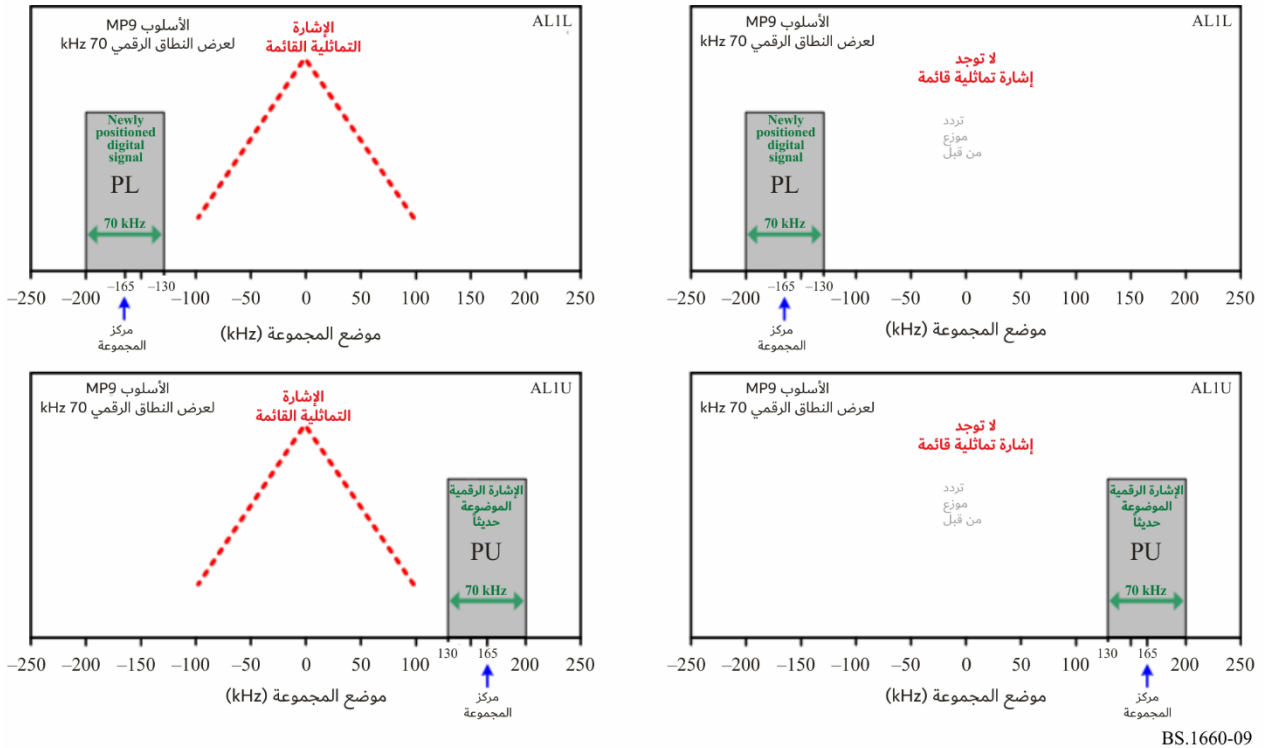 الأسلوب MP9
لعرض النطاق الرقمي 70 kHz
الإشارة
التماثلية القائمة
AL1L
Newly
positioned
digital
signal
PL
70 kHz
–250 –200 –165 –130 –100 –50 0 50 100 150 200 250
مركز
المجموعة
موضع المجموعة (kHz)
الأسلوب MP9
لعرض النطاق الرقمي 70 kHz
لا توجد
إشارة تماثلية قائمة
AL1L
تردد
موزع
من قبل
Newly
positioned
digital
signal
PL
70 kHz
–250 –200 –165 –130 –100 –50 0 50 100 150 200 250
مركز
المجموعة
موضع المجموعة (kHz)
الأسلوب MP9
لعرض النطاق الرقمي 70 kHz
الإشارة
التماثلية القائمة
AL1U
الإشارة الرقمية
الموضوعة
حديثاً
PU
70 kHz
–250 –200 –150 –100 –50 0 50 100 130 165 200 250
موضع المجموعة (kHz)
مركز
المجموعة
الأسلوب MP9
لعرض النطاق الرقمي 70 kHz
لا توجد
إشارة تماثلية قائمة
AL1U
تردد
موزع
من قبل
الإشارة الرقمية
الموضوعة
حديثاً
PU
70 kHz
–250 –200 –150 –100 –50 0 50 100 130 165 200 250
موضع المجموعة (kHz)
مركز
المجموعة
BS.1660-09